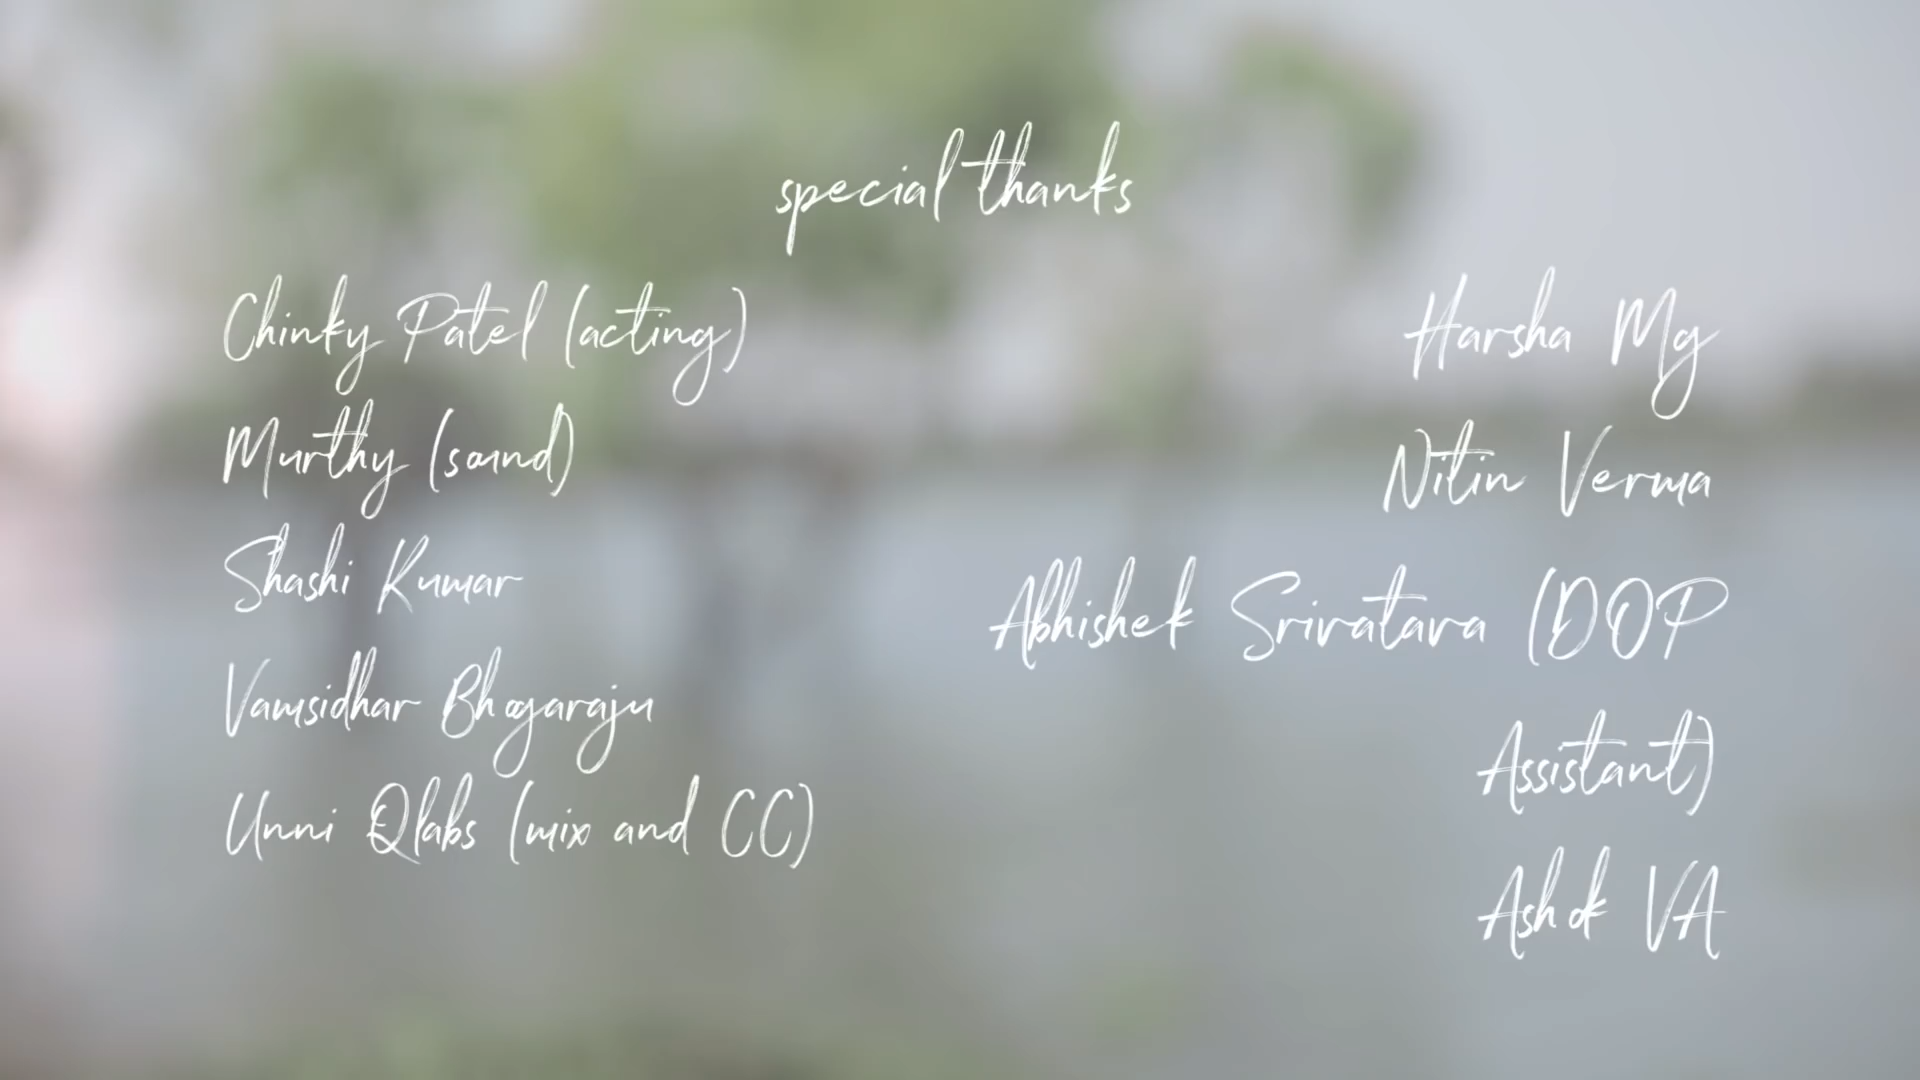 special thanks
Chinky Patel (acting)
Murthy (sound)
Shashi Kumar
Vamsidhar Bhogaraju
Unni Qlabs (mix and CC)
Harsha Mg
Nitin Verma
Abhishek Srivatava (DOP
Assistant)
Ashok VA